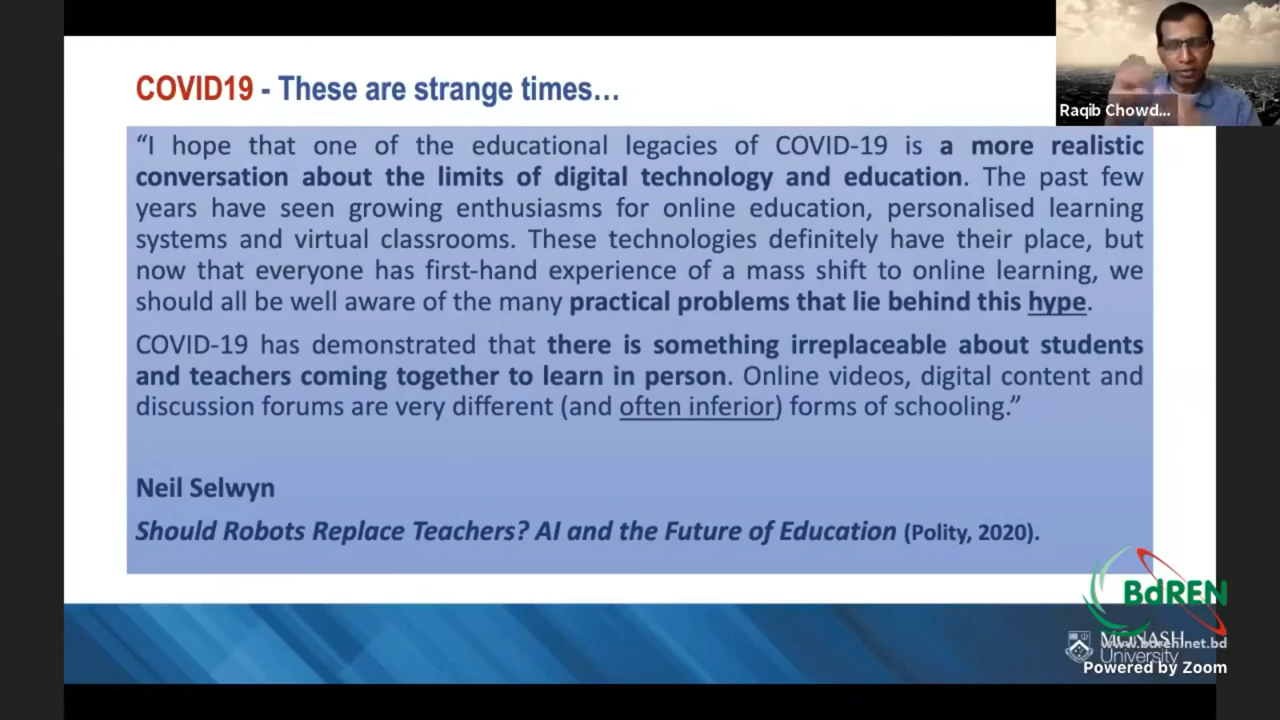 COVID19 - These are strange times…
Raqib Chowd...
“I hope that one of the educational legacies of COVID-19 is a more realistic
conversation about the limits of digital technology and education. The past few
years have seen growing enthusiasms for online education, personalised learning
systems and virtual classrooms. These technologies definitely have their place, but
now that everyone has first-hand experience of a mass shift to online learning, we
should all be well aware of the many practical problems that lie behind this hype.
COVID-19 has demonstrated that there is something irreplaceable about students
and teachers coming together to learn in person. Online videos, digital content and
discussion forums are very different (and often inferior) forms of schooling.”
Neil Selwyn
Should Robots Replace Teachers? AI and the Future of Education (Polity, 2020).
BdREN
MONASH
www.bdren.net.bd
University
Powered by Zoom